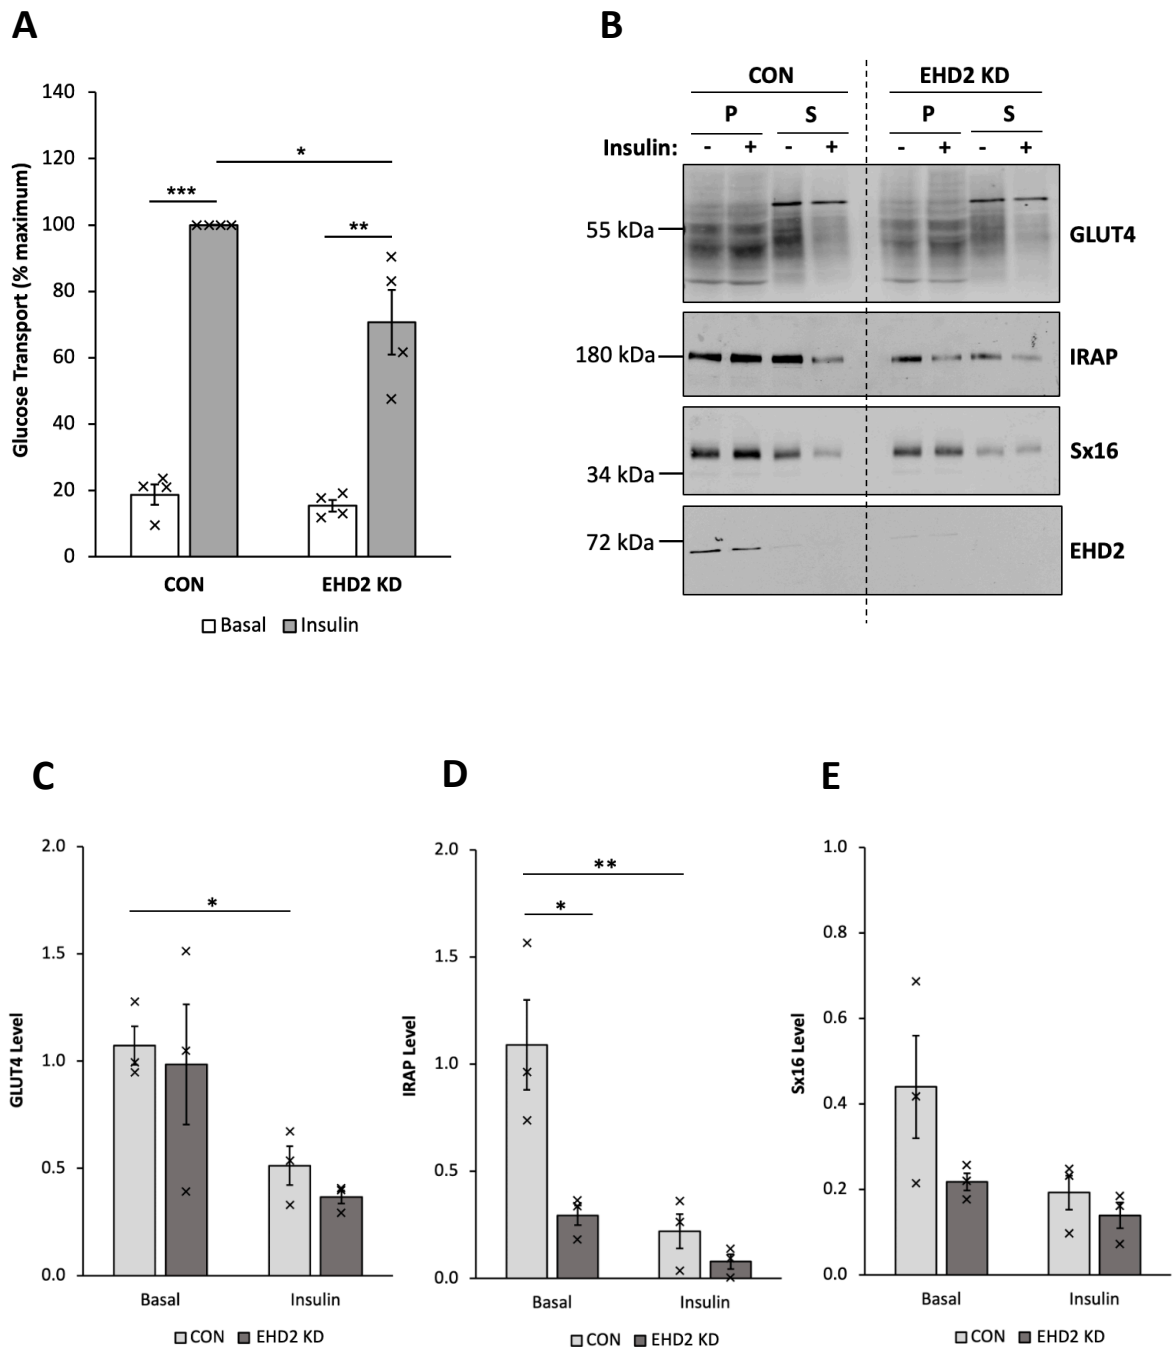 A
Glucose Transport (% maximum)
140
120
100
80
60
40
20
0
*
***
**
CON EHD2 KD
Basal Insulin
B
CON EHD2 KD
P S P S
Insulin: - + - + - + - +
55 kDa GLUT4
180 kDa IRAP
34 kDa Sx16
72 kDa EHD2
C
GLUT4 Level
2.0
1.5
1.0
0.5
0.0
*
Basal Insulin
CON EHD2 KD
D
IRAP Level
2.0
1.5
1.0
0.5
0.0
**
*
Basal Insulin
CON EHD2 KD
E
Sx16 Level
1.0
0.8
0.6
0.4
0.2
0.0
Basal Insulin
CON EHD2 KD